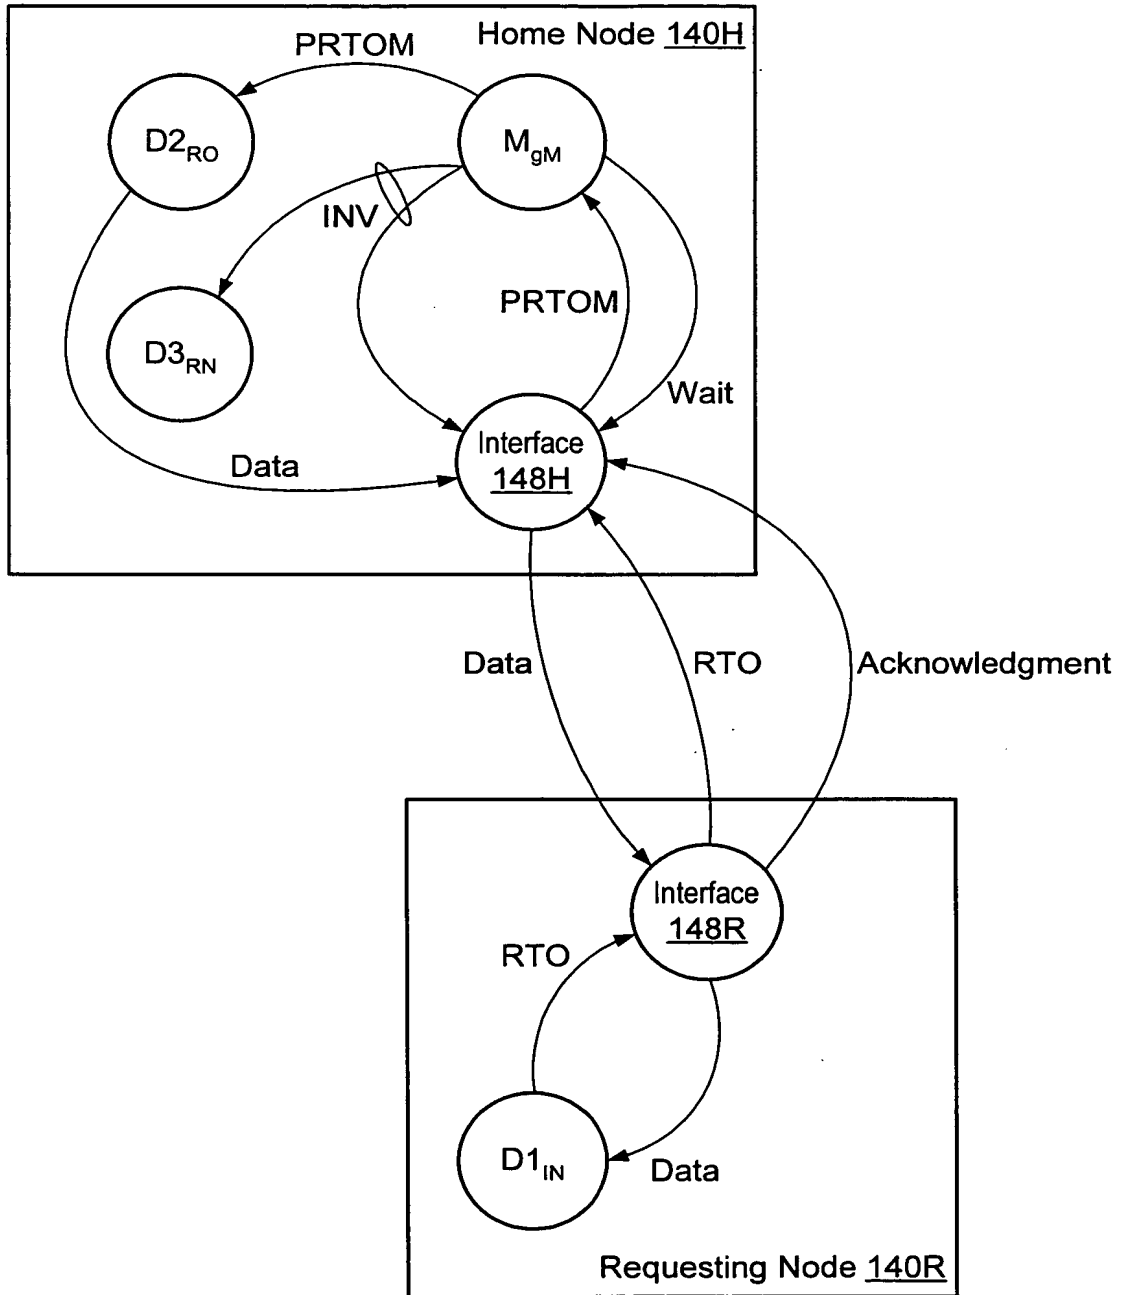 Home Node 140H
PRTOM
D2RO
MgM
INV
PRTOM
D3RN
Wait
Interface
148H
Data
Data
RTO
Acknowledgment
Interface
148R
RTO
D1IN
Data
Requesting Node 140R